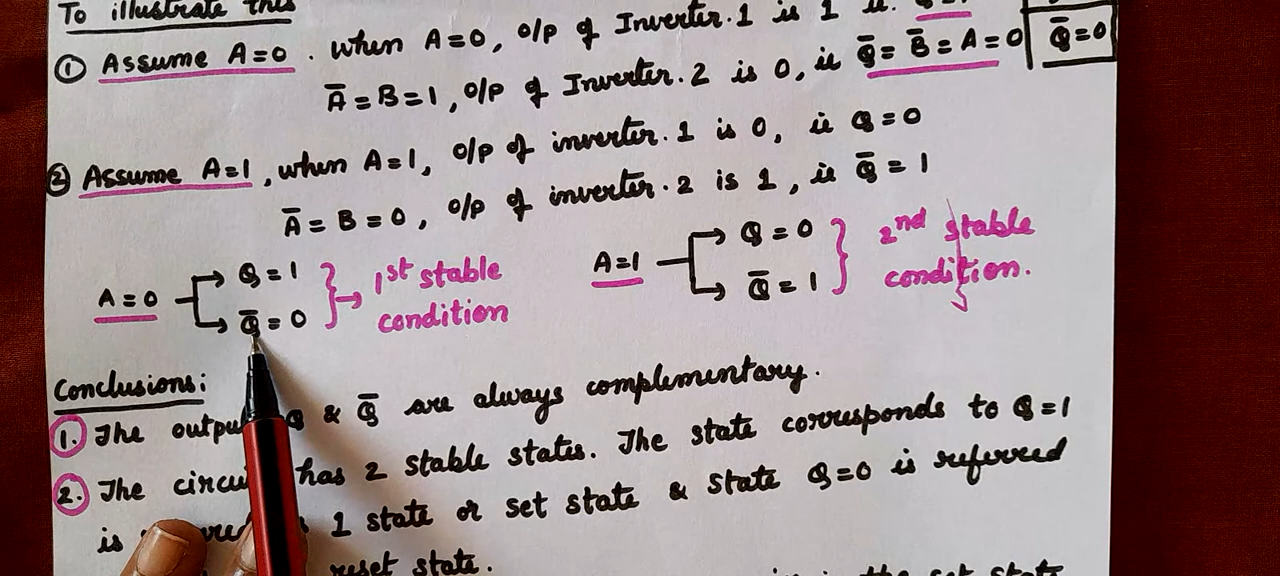 To illustrate this
① Assume A=0. when A=0, o/p of Inverter.1 is 1 ie.
Ā=B=1, o/p of Inverter.2 is 0, ie Q̄= B̄ = A = 0 Q̄=0
② Assume A=1, when A=1, o/p of inverter.1 is 0, ie Q=0
Ā=B=0, o/p of inverter.2 is 1, ie Q̄=1
A=0 → Q=1
→ Q̄=0 } → 1st stable condition
A=1 → Q=0
→ Q̄=1 } 2nd stable condition.
Conclusions:
1. The outpu Q & Q̄ are always complementary.
2. The circu has 2 stable states. The state corresponds to Q=1
is 1 state or set state & state Q=0 is referred
reset state.
in the set state